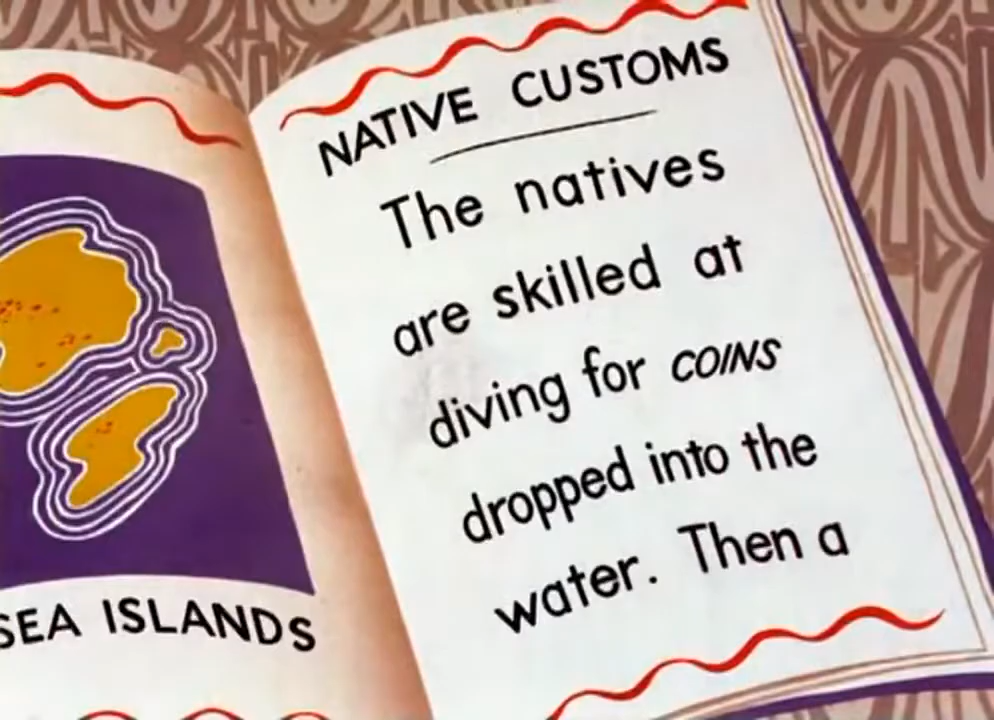 SEA ISLANDS
NATIVE CUSTOMS
The natives
are skilled at
diving for COINS
dropped into the
water. Then a